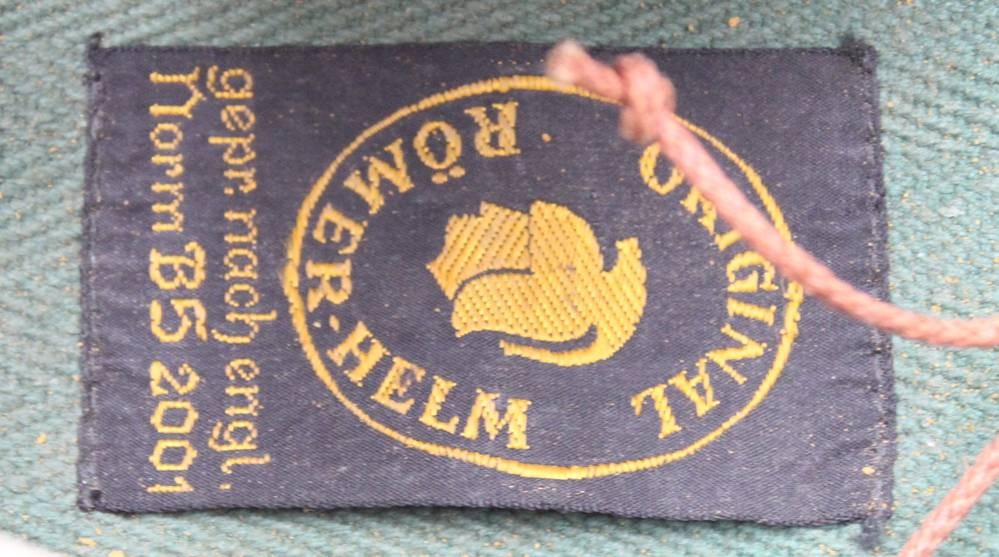 ORIGINAL
RÖMER-HELM
gepr. nach engl.
Norm B5 2001